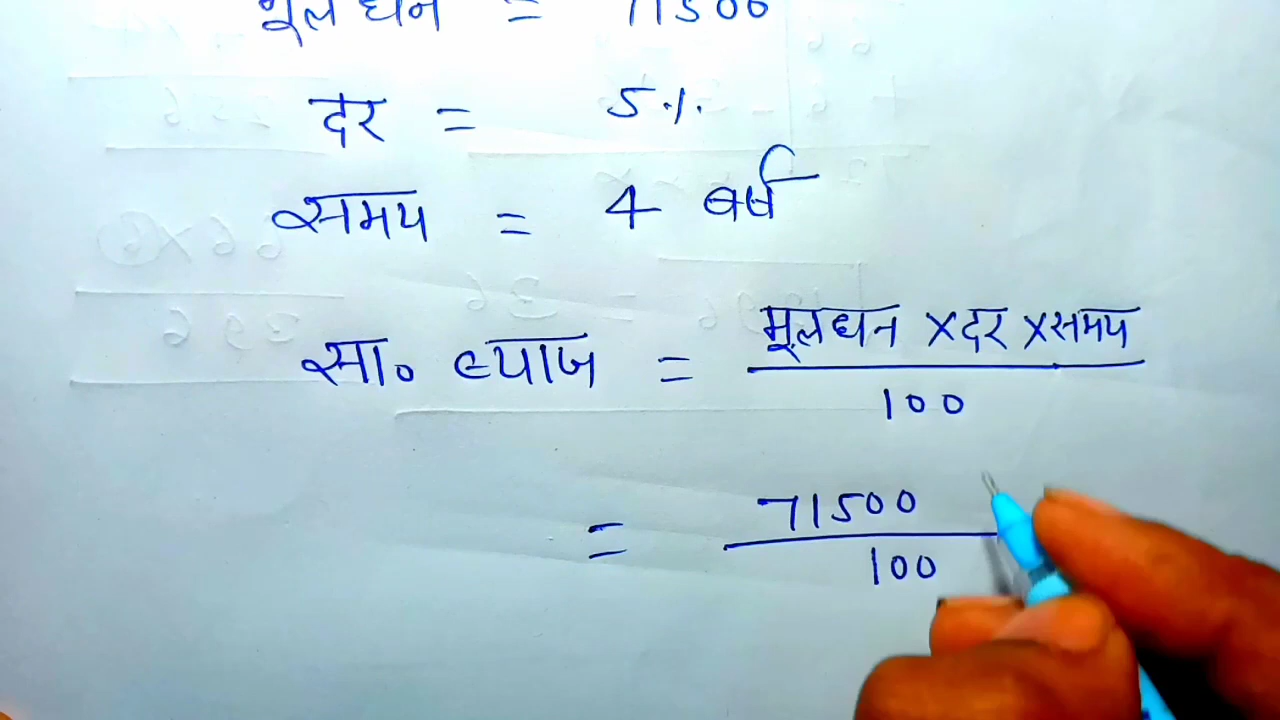 मूलधन = 71500
दर = 5%
समय = 4 वर्ष
सा० ब्याज = मूलधन × दर × समय
100
= 71500
100